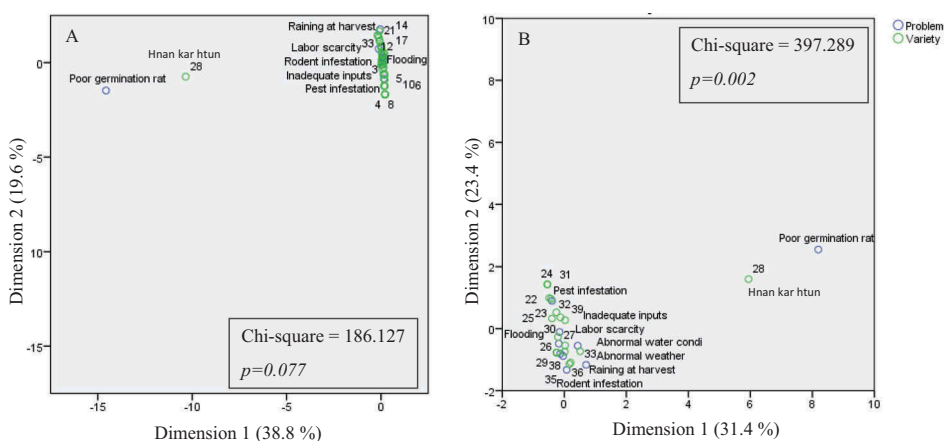 A
Raining at harvest
14
21
17
33
12
Labor scarcity
Flooding
Rodent infestation
3
Inadequate inputs
5
106
Pest infestation
4
8
Hnan kar htun
28
Poor germination rat
0
-5
10
-15
Chi-square = 186.127
p=0.077
-15
-10
-5
0
Dimension 1 (38.8 %)
Dimension 2 (19.6 %)
B
Chi-square = 397.289
p=0.002
Problem
Variety
10
8
6
4
2
0
-2
Poor germination rat
28
Hnan kar htun
24
31
Pest infestation
22
32
23
39
25
Inadequate inputs
30
Labor scarcity
Flooding
27
Abnormal water condi
26
33
Abnormal weather
29
38
36
Raining at harvest
35
Rodent infestation
-2
0
2
4
6
8
10
Dimension 1 (31.4 %)
Dimension 2 (23.4 %)